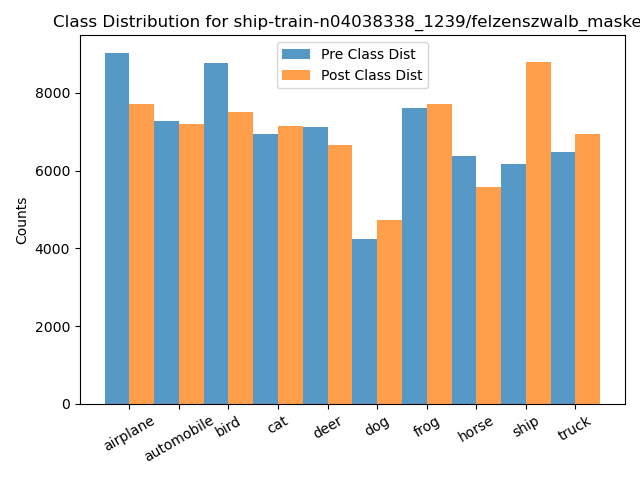 Class Distribution for ship-train-n04038338_1239/felzenszwalb_maske
Pre Class Dist
Post Class Dist
Counts
8000
6000
4000
2000
0
airplane
automobile
bird
cat
deer
dog
frog
horse
ship
truck